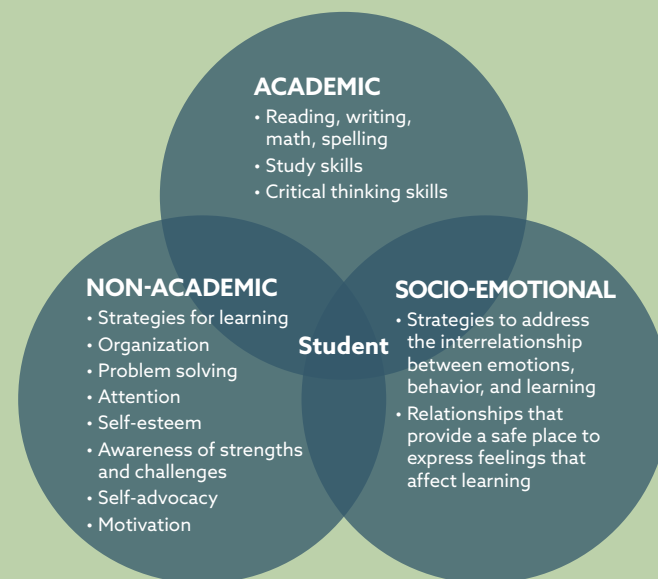 ACADEMIC
• Reading, writing,
math, spelling
• Study skills
• Critical thinking skills
NON-ACADEMIC
• Strategies for learning
• Organization
• Problem solving
• Attention
• Self-esteem
• Awareness of strengths
and challenges
• Self-advocacy
• Motivation
Student
SOCIO-EMOTIONAL
• Strategies to address
the interrelationship
between emotions,
behavior, and learning
• Relationships that
provide a safe place to
express feelings that
affect learning